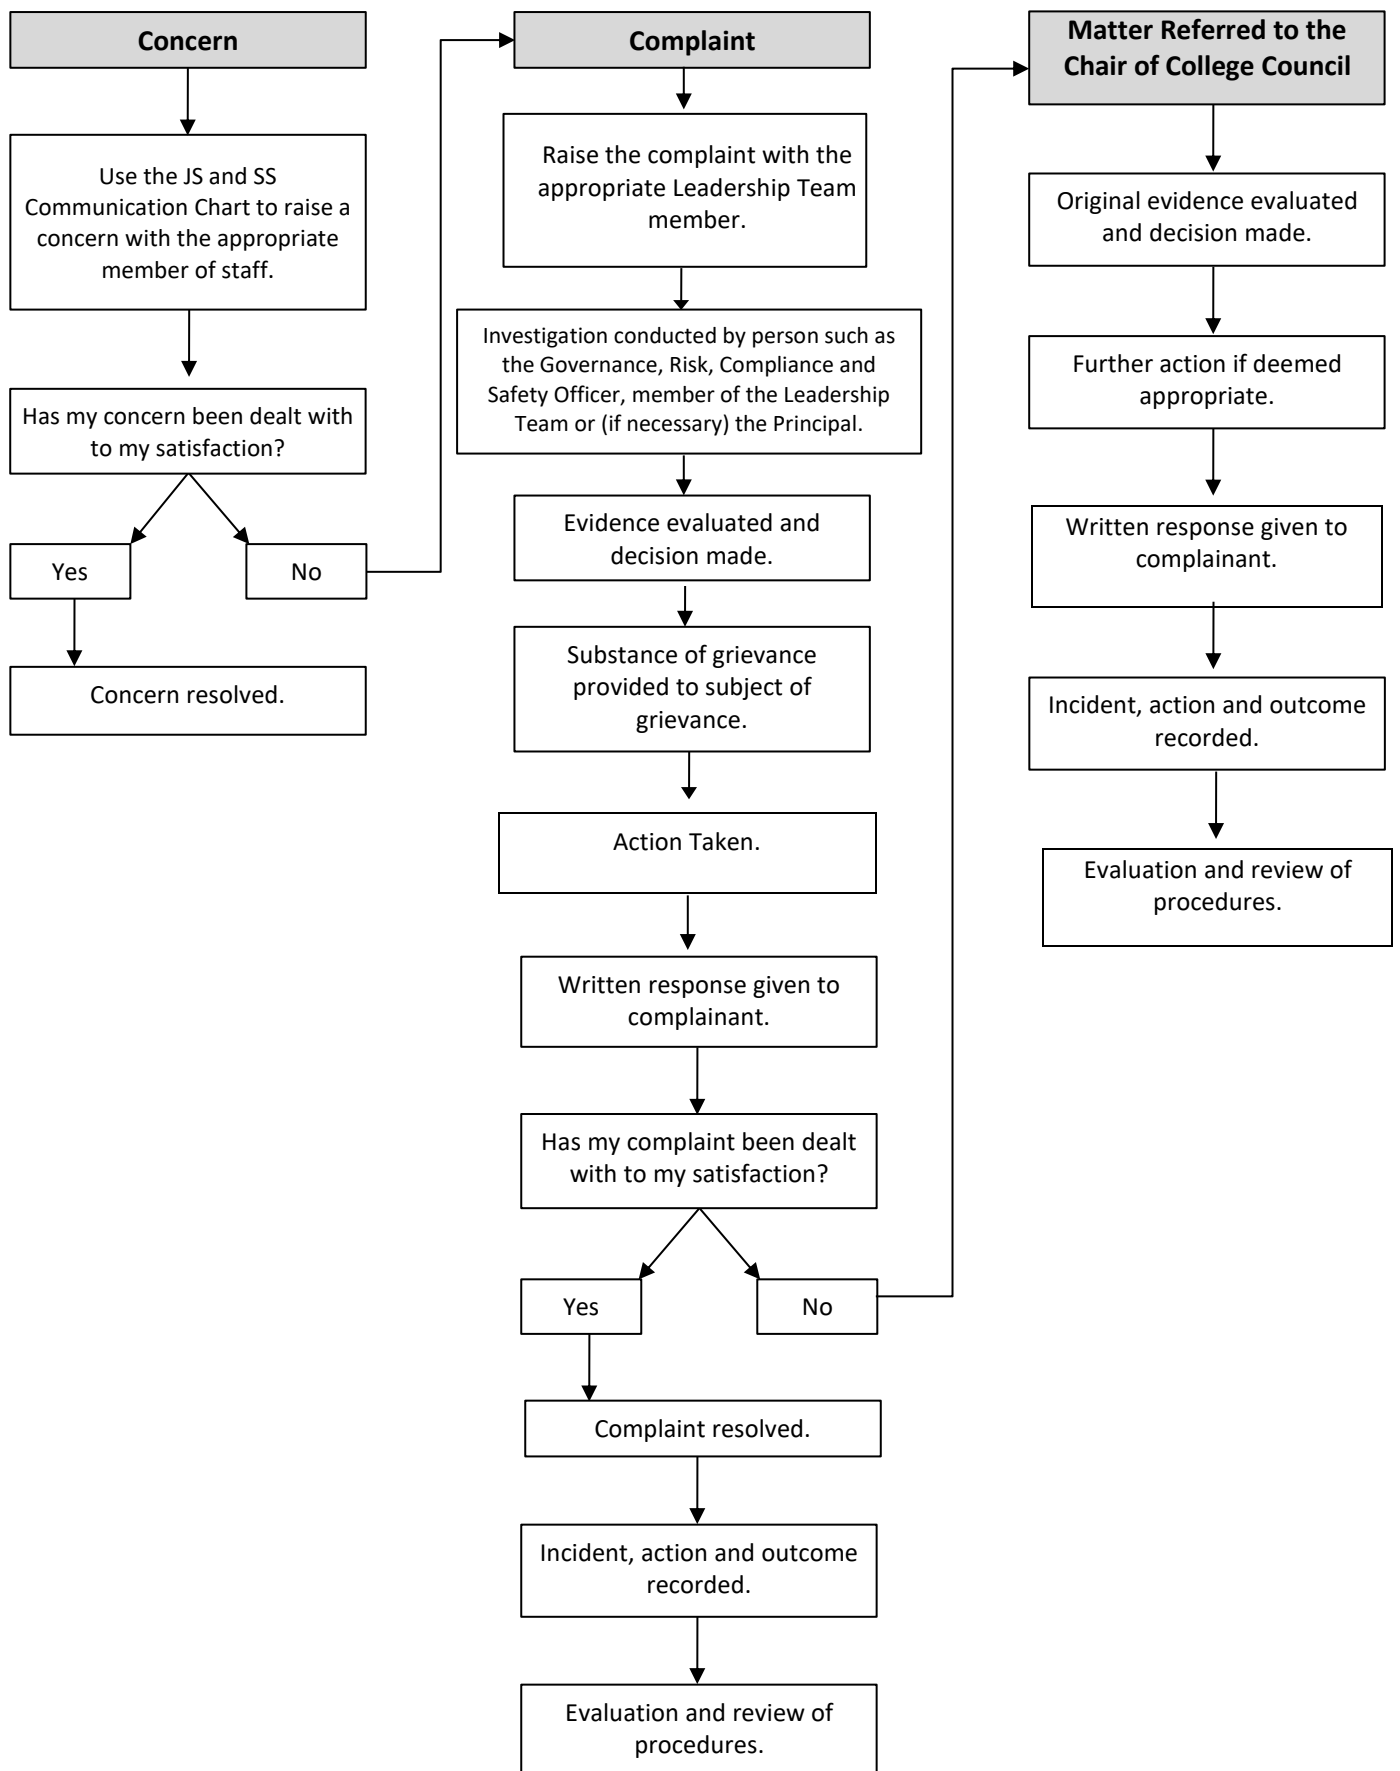 Concern
Use the JS and SS
Communication Chart to raise a
concern with the appropriate
member of staff.
Has my concern been dealt with
to my satisfaction?
Yes
No
Concern resolved.
Complaint
Raise the complaint with the
appropriate Leadership Team
member.
Investigation conducted by person such as
the Governance, Risk, Compliance and
Safety Officer, member of the Leadership
Team or (if necessary) the Principal.
Evidence evaluated and
decision made.
Substance of grievance
provided to subject of
grievance.
Action Taken.
Written response given to
complainant.
Has my complaint been dealt
with to my satisfaction?
Yes
No
Complaint resolved.
Incident, action and outcome
recorded.
Evaluation and review of
procedures.
Matter Referred to the
Chair of College Council
Original evidence evaluated
and decision made.
Further action if deemed
appropriate.
Written response given to
complainant.
Incident, action and outcome
recorded.
Evaluation and review of
procedures.